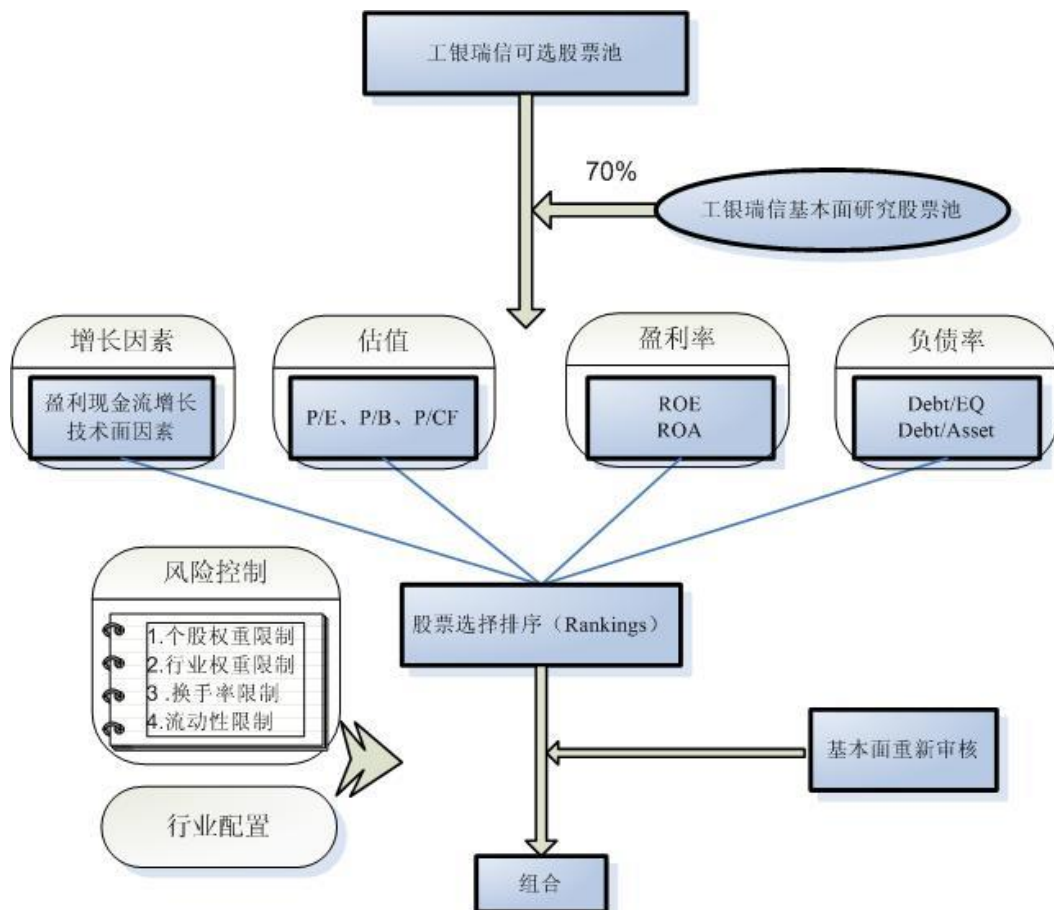 工银瑞信可选股票池
70%
工银瑞信基本面研究股票池
增长因素
盈利现金流增长
技术面因素
估值
P/E、P/B、P/CF
盈利率
ROE
ROA
负债率
Debt/EQ
Debt/Asset
风险控制
1.个股权重限制
2.行业权重限制
3 .换手率限制
4.流动性限制
行业配置
股票选择排序（Rankings）
基本面重新审核
组合